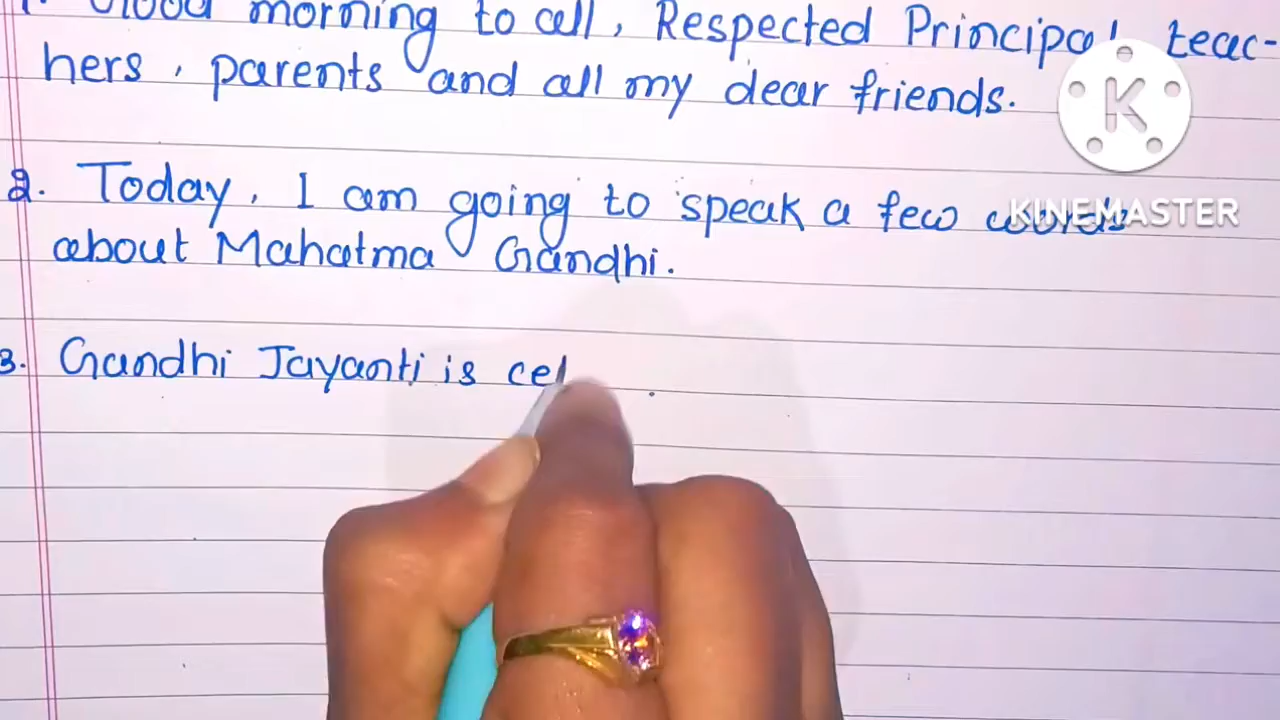 1. Good morning to all, Respected Principal, teac-
hers, parents and all my dear friends.
K
2. Today, I am going to speak a few words
KINEMASTER
about Mahatma Gandhi.
3. Gandhi Jayanti is cel